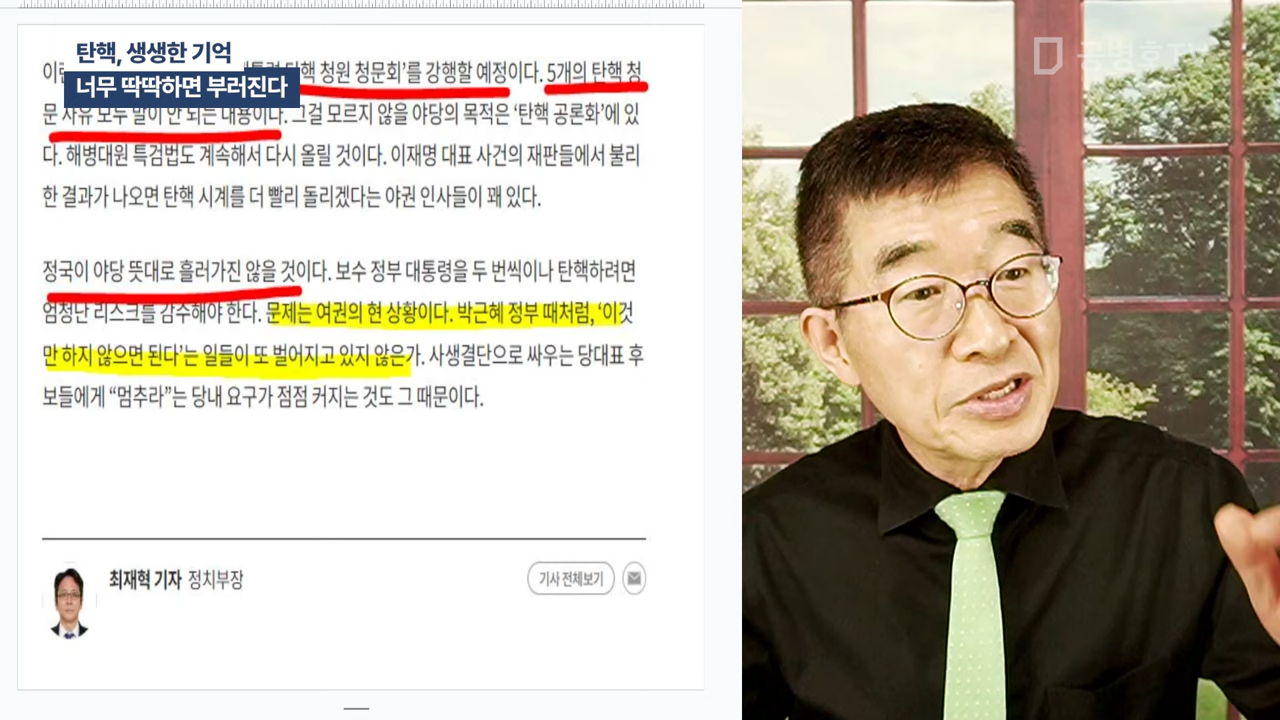 탄핵, 생생한 기억
너무 딱딱하면 부러진다
탄핵 청원 청문회’를 강행할 예정이다. 5개의 탄핵 청
문 사유 모두 말이 안 되는 내용이다. 그걸 모르지 않을 야당의 목적은 ‘탄핵 공론화’에 있
다. 해병대원 특검법도 계속해서 다시 올릴 것이다. 이재명 대표 사건의 재판들에서 불리
한 결과가 나오면 탄핵 시계를 더 빨리 돌리겠다는 야권 인사들이 꽤 있다.
정국이 야당 뜻대로 흘러가진 않을 것이다. 보수 정부 대통령을 두 번씩이나 탄핵하려면
엄청난 리스크를 감수해야 한다. 문제는 여권의 현 상황이다. 박근혜 정부 때처럼, ‘이것
만 하지 않으면 된다’는 일들이 또 벌어지고 있지 않은가. 사생결단으로 싸우는 당대표 후
보들에게 “멈추라”는 당내 요구가 점점 커지는 것도 그 때문이다.
최재혁 기자 정치부장
기사 전체보기
공병호TV